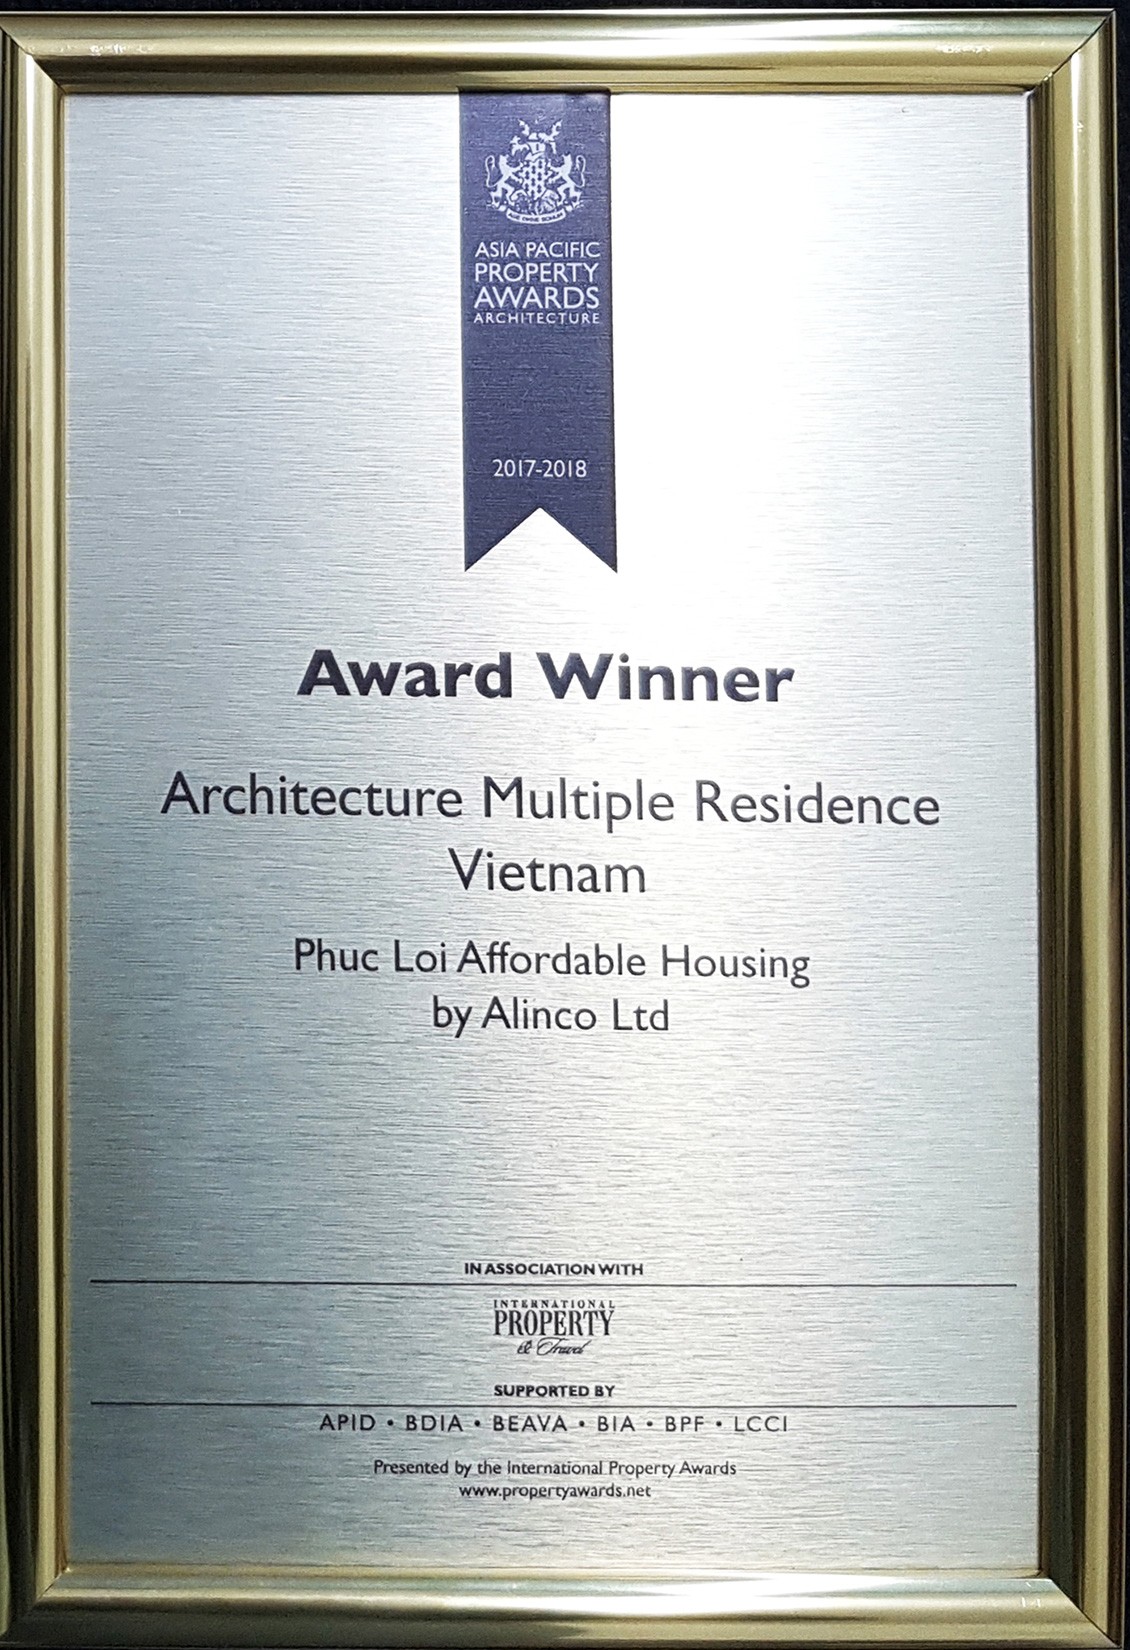 ASIA PACIFIC
PROPERTY
AWARDS
ARCHITECTURE
2017-2018
Award Winner
Architecture Multiple Residence
Vietnam
Phuc Loi Affordable Housing
by Alinco Ltd
IN ASSOCIATION WITH
INTERNATIONAL
PROPERTY
& Travel
SUPPORTED BY
APID • BDIA • BEAVA • BIA • BPF • LCCI
Presented by the International Property Awards
www.propertyawards.net